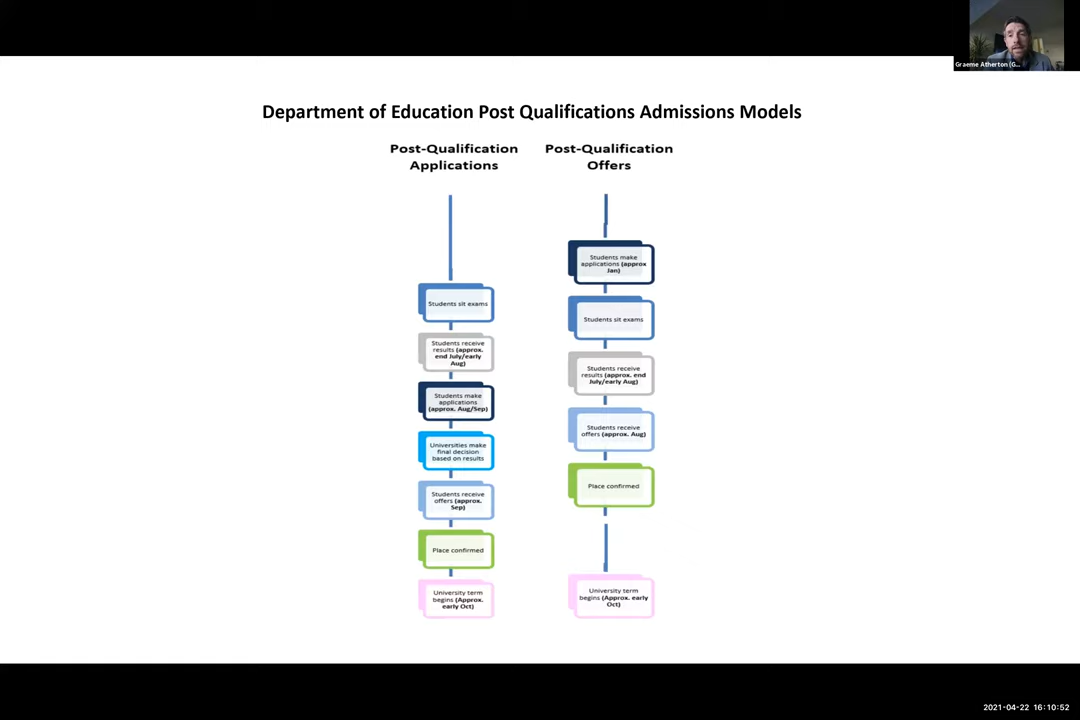 Graeme Atherton (G...
Department of Education Post Qualifications Admissions Models
Post-Qualification
Applications
Students sit exams
Students receive
results (approx.
end July/early
Aug)
Students make
applications
(approx. Aug/Sep)
Universities make
final decision
based on results
Students receive
offers (approx.
Sep)
Place confirmed
University term
begins (Approx.
early Oct)
Post-Qualification
Offers
Students make
applications (approx
Jan)
Students sit exams
Students receive
results (approx. end
July/early Aug)
Students receive
offers (approx. Aug)
Place confirmed
University term
begins (Approx. early
Oct)
2021-04-22 16:10:52